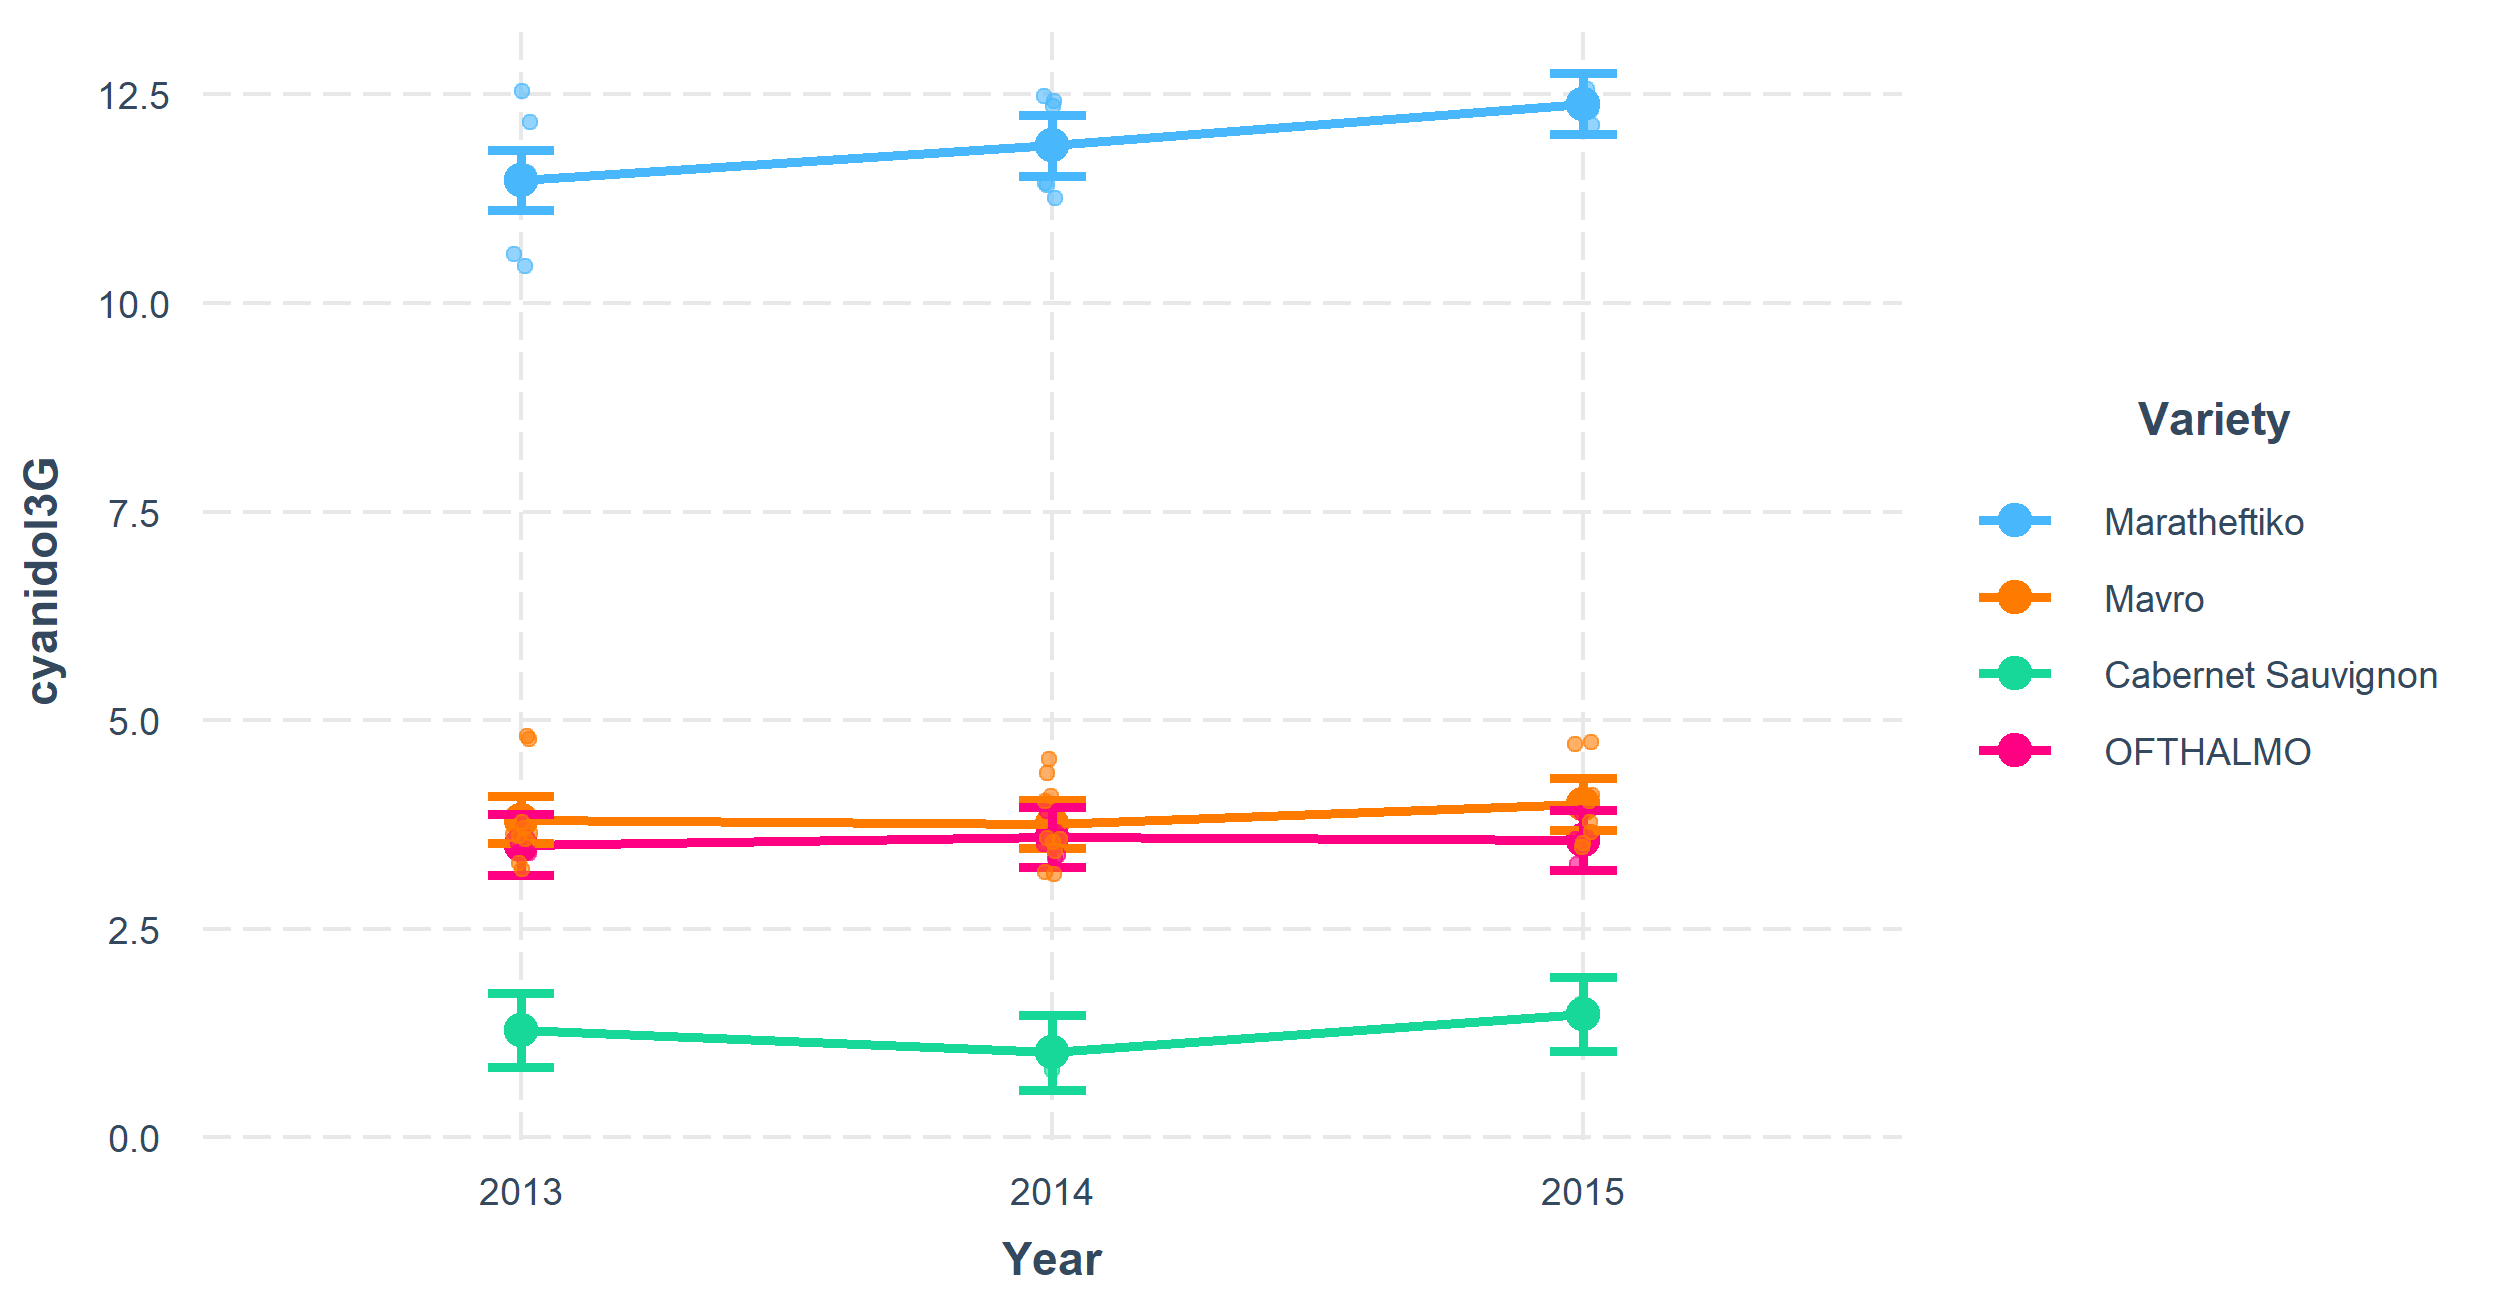 12.5
10.0
7.5
5.0
2.5
0.0
cyanidol3G
2013
2014
2015
Year
Variety
Maratheftiko
Mavro
Cabernet Sauvignon
OFTHALMO